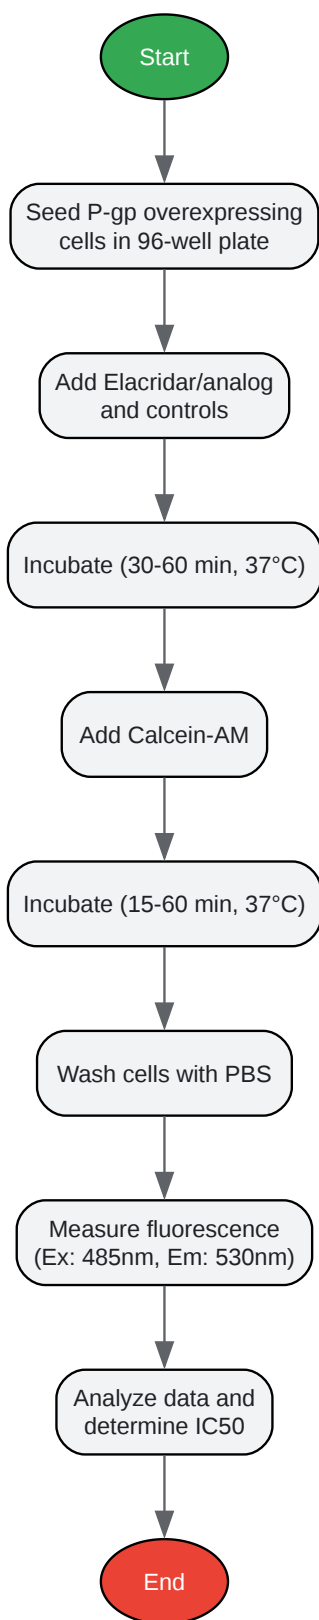 Start
Seed P-gp overexpressing
cells in 96-well plate
Add Elacridar/analog
and controls
Incubate (30-60 min, 37°C)
Add Calcein-AM
Incubate (15-60 min, 37°C)
Wash cells with PBS
Measure fluorescence
(Ex: 485nm, Em: 530nm)
Analyze data and
determine IC50
End